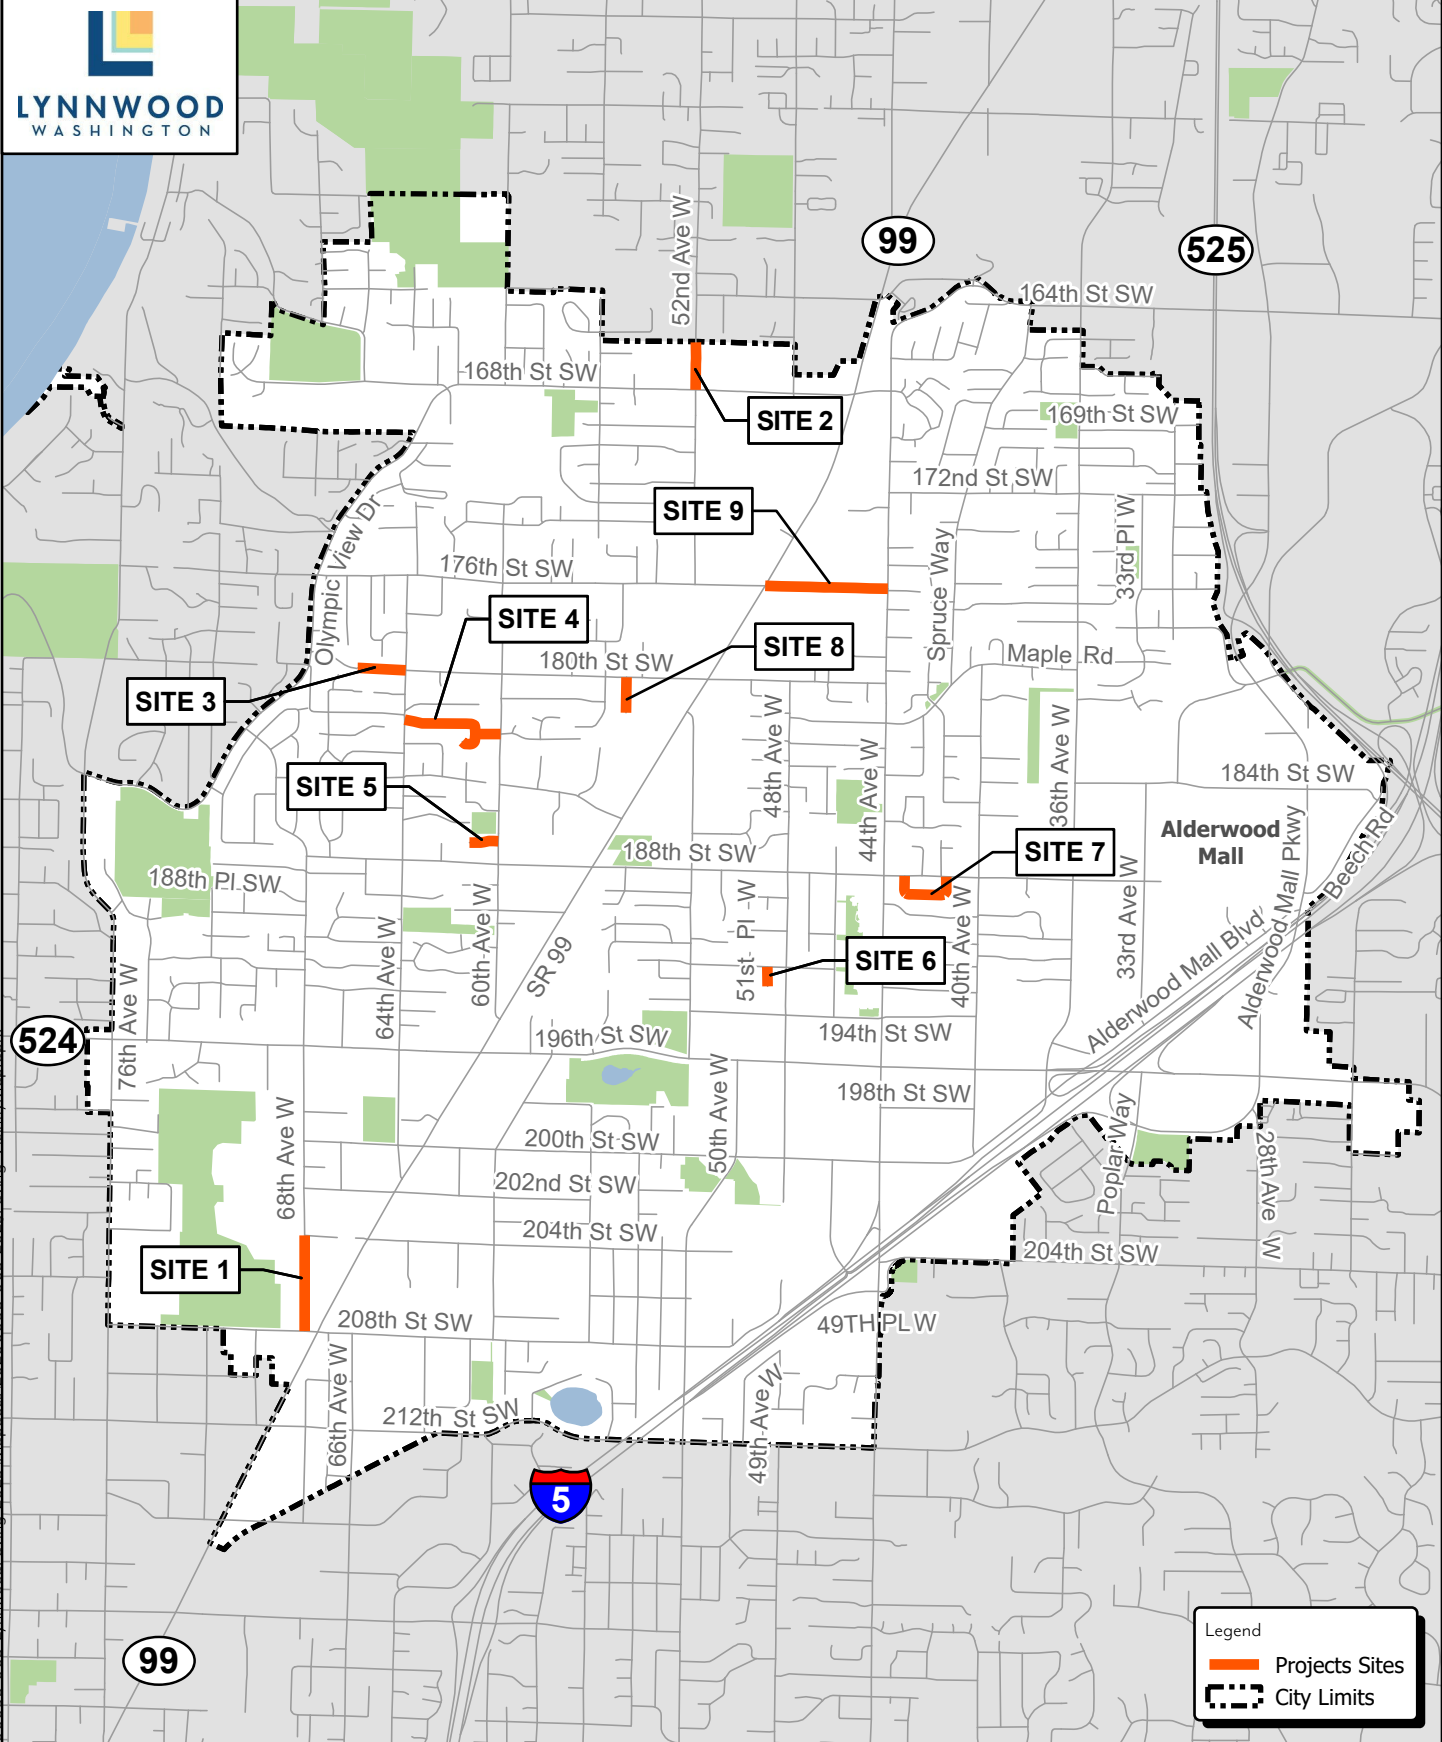 LYNNWOOD
WASHINGTON
52nd Ave W
99
525
164th St SW
168th St SW
SITE 2
169th St SW
172nd St SW
SITE 9
Olympic View Dr
33rd Pl W
Spruce Way
176th St SW
SITE 4
SITE 8
180th St SW
Maple Rd
SITE 3
48th Ave W
36th Ave W
44th Ave W
184th St SW
SITE 5
Alderwood
Mall
Alderwood Mall Pkwy
Beech Rd
188th St SW
SITE 7
188th Pl SW
60th Ave W
51st Pl W
40th Ave W
33rd Ave W
64th Ave W
SR 99
SITE 6
Alderwood Mall Blvd
76th Ave W
524
196th St SW
194th St SW
198th St SW
50th Ave W
68th Ave W
200th St SW
Poplar Way
28th Ave W
202nd St SW
204th St SW
204th St SW
SITE 1
208th St SW
49TH PL W
66th Ave W
212th St SW
49th Ave W
5
99
Legend
Projects Sites
City Limits